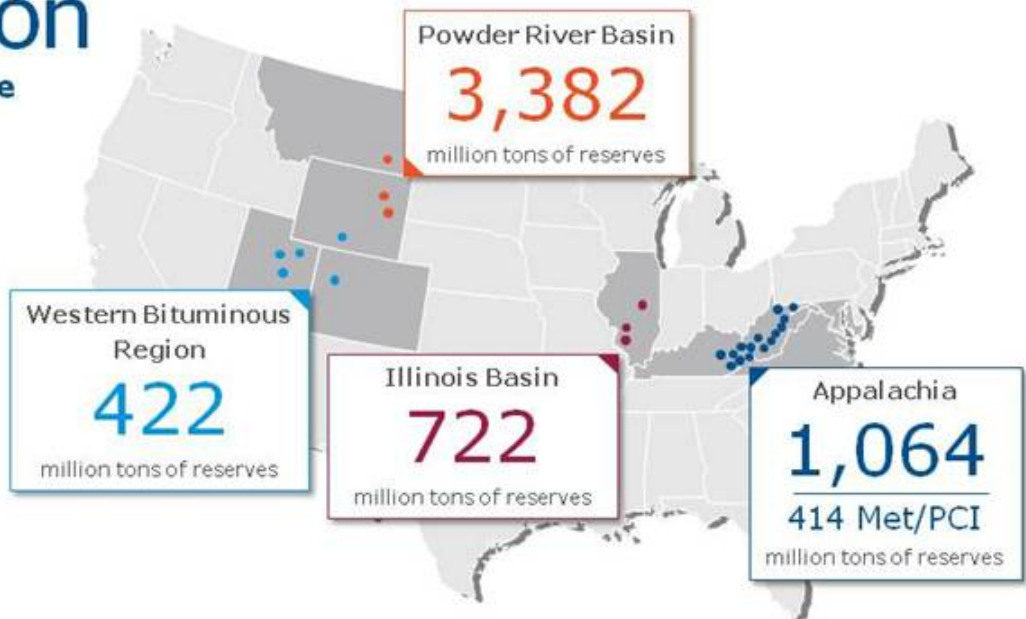 on
e
Powder River Basin
3,382
million tons of reserves
Western Bituminous
Region
422
million tons of reserves
Illinois Basin
722
million tons of reserves
Appalachia
1,064
414 Met/PCI
million tons of reserves